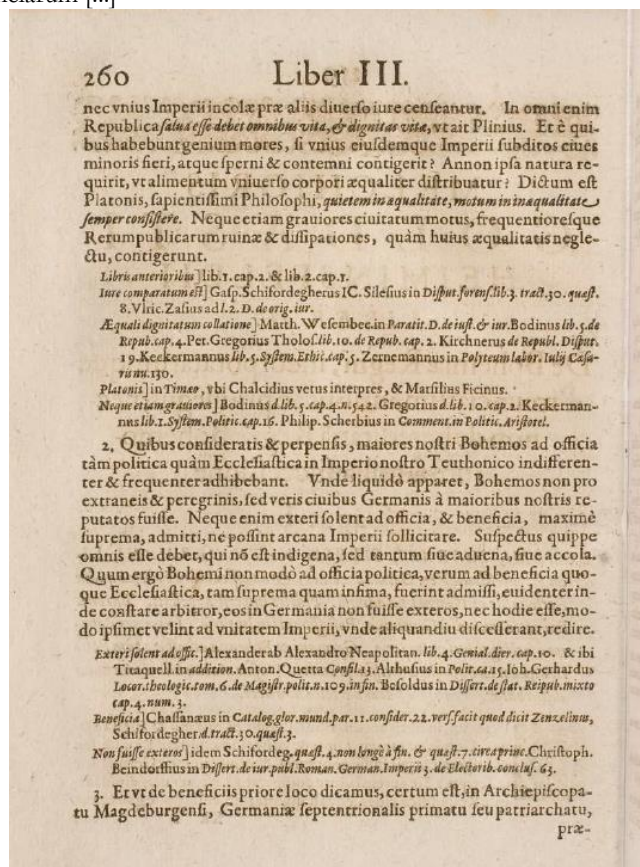 260 Liber III.
nec vnius Imperii incolæ præ aliis diuerso iure censeantur. In omni enim
Republica salua esse debet omnibus vita, & dignitas vitæ, vt ait Plinius. Et è qui-
bus habebunt genium mores, si vnius eiusdemque Imperii subditos ciues
minoris fieri, atque sperni & contemni contigerit? Annon ipsa natura re-
quirit, vt alimentum vniuerso corpori æqualiter distribuatur? Dictum est
Platonis, sapientissimi Philosophi, quietem in æqualitate, motum in inæqualitate
semper consistere. Neque etiam grauiores ciuitatum motus, frequentioresque
Rerumpublicarum ruinæ & dissipationes, quàm huius æqualitatis negle-
ctu, contigerunt.
Libris anterioribus] lib.1.cap.2. & lib.2.cap.1.
Iure comparatum est] Gasp. Schifordegherus IC. Silesius in Disput. forens. lib.3. tract.30. quæst.
8. Vlric. Zasius ad l.2. D. de orig. iur.
Æquali dignitatum collatione] Matth. Wesembec. in Paratit. D. de iust. & iur. Bodinus lib.5. de
Repub. cap.4. Pet. Gregorius Tholos. lib.10. de Repub. cap.2. Kirchnerus de Republ. Disput.
19. Keckermannus lib.5. System. Ethic. cap.5. Zernemannus in Polyteum labor. Iulij Cæsa-
ris nu.130.
Platonis] in Timæo, vbi Chalcidius vetus interpres, & Marsilius Ficinus.
Neque etiam grauiores] Bodinus d. lib.5. cap.4. n.542. Gregorius d. lib.10. cap.2. Keckerman-
nus lib.1. System. Politic. cap.16. Philip. Scherbius in Comment. in Politic. Aristotel.
2. Quibus consideratis & perpensis, maiores nostri Bohemos ad officia
tàm politica quàm Ecclesiastica in Imperio nostro Teuthonico indifferen-
ter & frequenter adhibebant. Vnde liquidò apparet, Bohemos non pro
extraneis & peregrinis, sed veris ciuibus Germanis à maioribus nostris re-
putatos fuisse. Neque enim exteri solent ad officia, & beneficia, maximè
suprema, admitti, ne possint arcana Imperii sollicitare. Suspectus quippe
omnis esse debet, qui nō est indigena, sed tantum siue aduena, siue accola.
Quum ergò Bohemi non modò ad officia politica, verum ad beneficia quo-
que Ecclesiastica, tam suprema quam infima, fuerint admissi, euidenter in-
de constare arbitror, eos in Germania non fuisse exteros, nec hodie esse, mo-
do ipsimet velint ad vnitatem Imperii, vnde aliquandiu discesserant, redire.
Exteri solent ad offic.] Alexander ab Alexandro Neapolitan. lib.4. Genial. dier. cap.10. & ibi
Tiraquell. in addition. Anton. Quetta Consil.13. Althusius in Polit. ca.15. Ioh. Gerhardus
Locor. theologic. tom.6. de Magistr. polit. n.109. in fin. Besoldus in Dissert. de stat. Reipub. mixto
cap.4. num.3.
Beneficia] Chassanæus in Catalog. glor. mund. par.11. consider.22. vers. facit quod dicit Zenzelinus,
Schifordegher d. tract.30. quæst.3.
Non fuisse exteros] idem Schifordeg. quæst.4. non longè à fin. & quæst.7. circa princ. Christoph.
Beindorffius in Dissert. de iur. publ. Roman. German. Imperii 3. de Electorib. conclus.63.
3. Et vt de beneficiis priore loco dicamus, certum est, in Archiepiscopa-
tu Magdeburgensi, Germaniæ septentrionalis primatu seu patriarchatu,
præ-